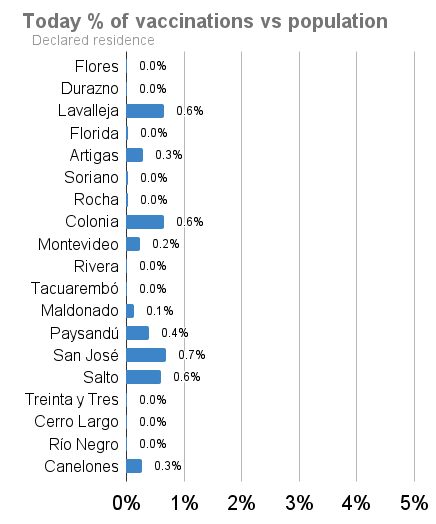 Today % of vaccinations vs population
Declared residence
Flores 0.0%
Durazno 0.0%
Lavalleja 0.6%
Florida 0.0%
Artigas 0.3%
Soriano 0.0%
Rocha 0.0%
Colonia 0.6%
Montevideo 0.2%
Rivera 0.0%
Tacuarembó 0.0%
Maldonado 0.1%
Paysandú 0.4%
San José 0.7%
Salto 0.6%
Treinta y Tres 0.0%
Cerro Largo 0.0%
Río Negro 0.0%
Canelones 0.3%
0% 1% 2% 3% 4% 5%